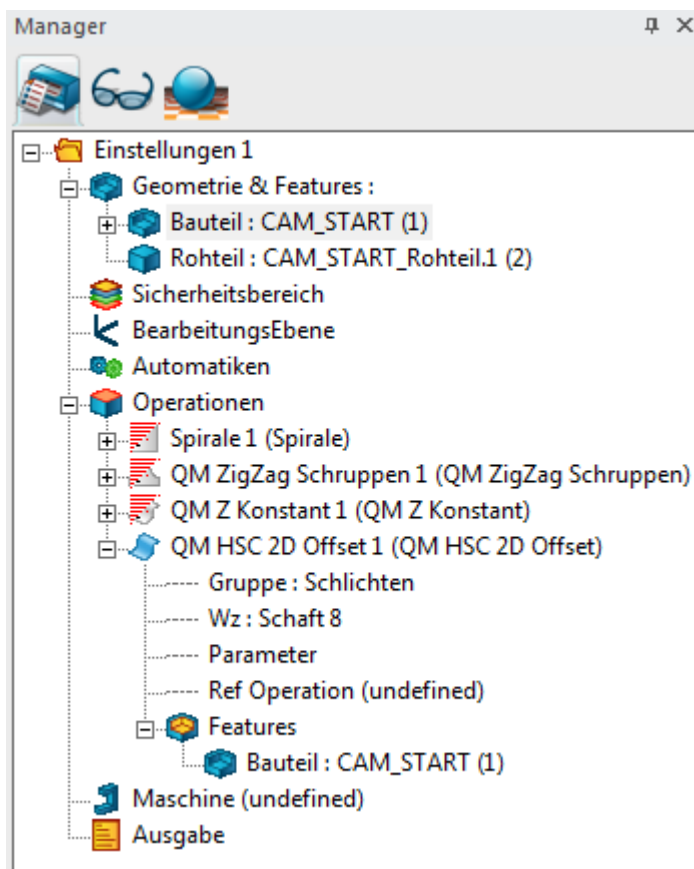 Manager
Einstellungen 1
Geometrie & Features :
Bauteil : CAM_START (1)
Rohteil : CAM_START_Rohteil.1 (2)
Sicherheitsbereich
BearbeitungsEbene
Automatiken
Operationen
Spirale 1 (Spirale)
QM ZigZag Schruppen 1 (QM ZigZag Schruppen)
QM Z Konstant 1 (QM Z Konstant)
QM HSC 2D Offset 1 (QM HSC 2D Offset)
Gruppe : Schlichten
Wz : Schaft 8
Parameter
Ref Operation (undefined)
Features
Bauteil : CAM_START (1)
Maschine (undefined)
Ausgabe